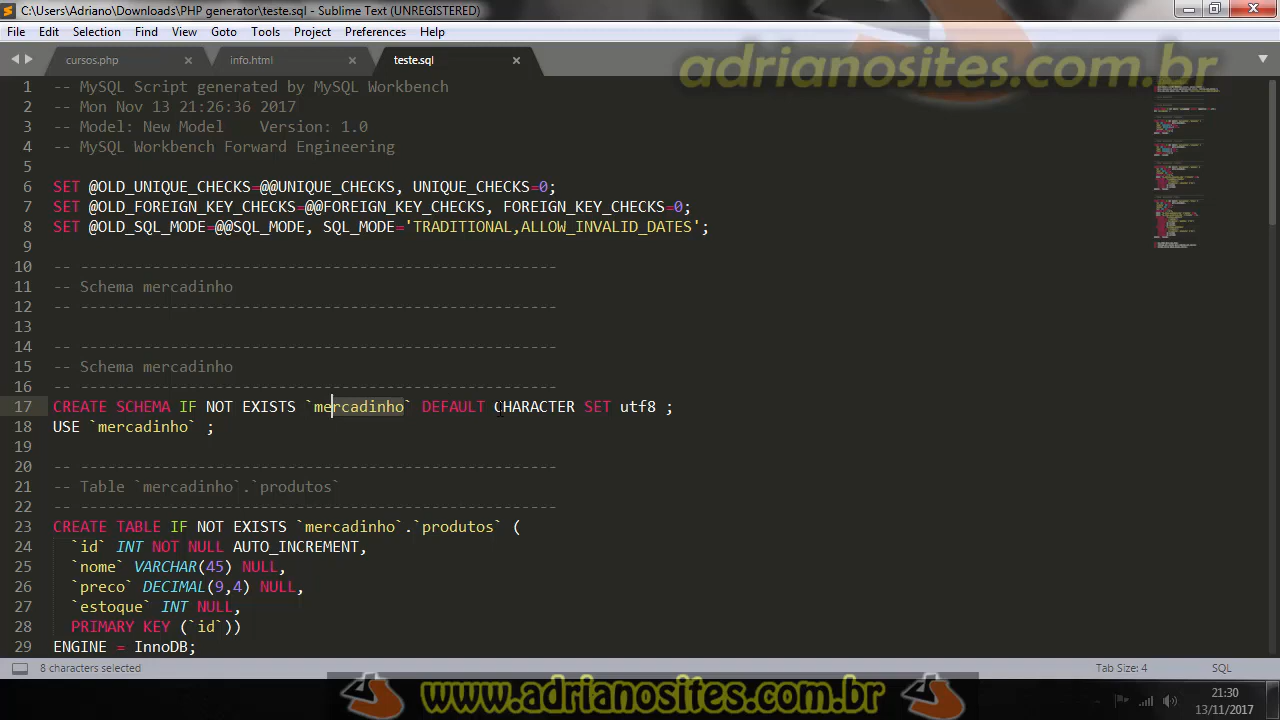 C:\Users\Adriano\Downloads\PHP generator\teste.sql - Sublime Text (UNREGISTERED)
File Edit Selection Find View Goto Tools Project Preferences Help
cursos.php × info.html × teste.sql ×
adrianosites.com.br
1 -- MySQL Script generated by MySQL Workbench
2 -- Mon Nov 13 21:26:36 2017
3 -- Model: New Model    Version: 1.0
4 -- MySQL Workbench Forward Engineering
5
6 SET @OLD_UNIQUE_CHECKS=@@UNIQUE_CHECKS, UNIQUE_CHECKS=0;
7 SET @OLD_FOREIGN_KEY_CHECKS=@@FOREIGN_KEY_CHECKS, FOREIGN_KEY_CHECKS=0;
8 SET @OLD_SQL_MODE=@@SQL_MODE, SQL_MODE='TRADITIONAL,ALLOW_INVALID_DATES';
9
10 -- -----------------------------------------------------
11 -- Schema mercadinho
12 -- -----------------------------------------------------
13
14 -- -----------------------------------------------------
15 -- Schema mercadinho
16 -- -----------------------------------------------------
17 CREATE SCHEMA IF NOT EXISTS `mercadinho` DEFAULT CHARACTER SET utf8 ;
18 USE `mercadinho` ;
19
20 -- -----------------------------------------------------
21 -- Table `mercadinho`.`produtos`
22 -- -----------------------------------------------------
23 CREATE TABLE IF NOT EXISTS `mercadinho`.`produtos` (
24   `id` INT NOT NULL AUTO_INCREMENT,
25   `nome` VARCHAR(45) NULL,
26   `preco` DECIMAL(9,4) NULL,
27   `estoque` INT NULL,
28   PRIMARY KEY (`id`))
29 ENGINE = InnoDB;
8 characters selected Tab Size: 4 SQL
www.adrianosites.com.br
21:30
13/11/2017